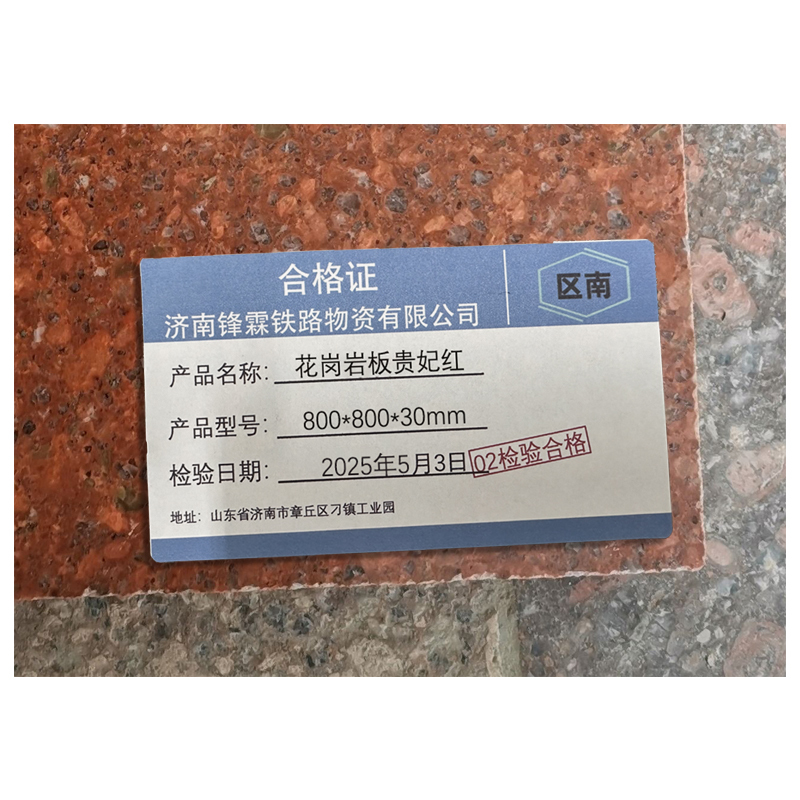 合格证
区南
济南锋霖铁路物资有限公司
产品名称：花岗岩板贵妃红
产品型号：800*800*30mm
检验日期：2025年5月3日
02检验合格
地址：山东省济南市章丘区刁镇工业园